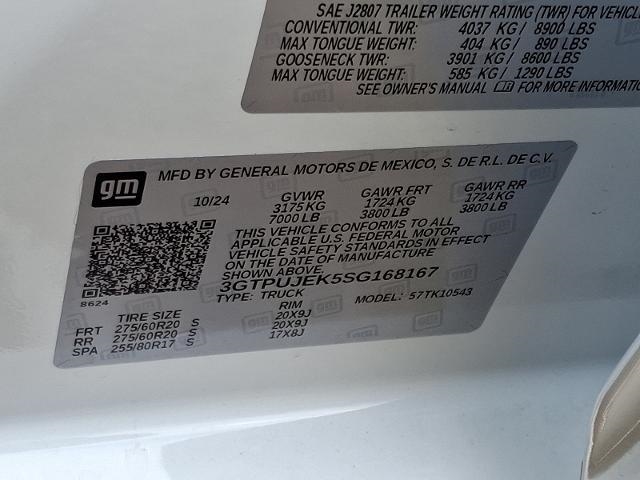 SAE J2807 TRAILER WEIGHT RATING (TWR) FOR
CONVENTIONAL TWR: 4037 KG / 8900 LBS
MAX TONGUE WEIGHT: 404 KG / 890 LBS
GOOSENECK TWR: 3901 KG / 8600 LBS
MAX TONGUE WEIGHT: 585 KG / 1290 LBS
SEE OWNER'S MANUAL FOR MORE
gm
MFD BY GENERAL MOTORS DE MEXICO, S. DE R.L. DE C.V.
10/24 GVWR GAWR FRT GAWR RR
3175 KG 1724 KG 1724 KG
7000 LB 3800 LB 3800 LB
THIS VEHICLE CONFORMS TO ALL
APPLICABLE U.S. FEDERAL MOTOR
VEHICLE SAFETY STANDARDS IN EFFECT
ON THE DATE OF MANUFACTURE
SHOWN ABOVE.
3GTPUJEK5SG168167
8624 TYPE: TRUCK MODEL: 57TK10543
TIRE SIZE RIM
FRT 275/60R20 S 20X9J
RR 275/60R20 S 20X9J
SPA 255/80R17 S 17X8J